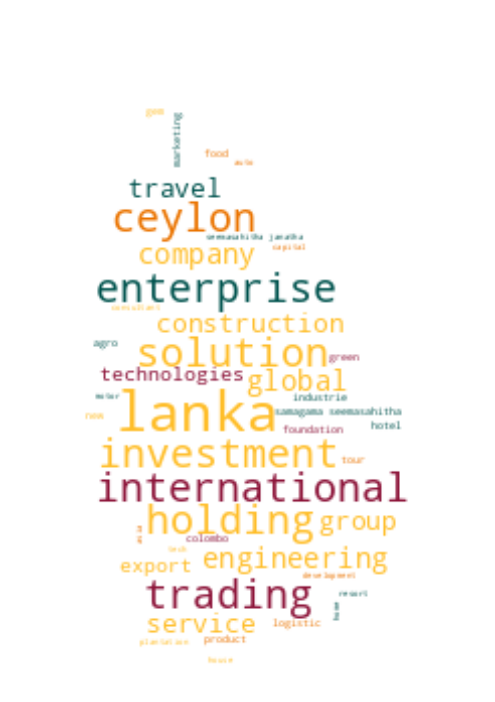 gem
marketing
food
auto
travel
ceylon
seemasahitha janatha
capital
company
enterprise
consultant
construction
agro
solution
green
technologies
global
motor
industrie
lanka
samagama seemasahitha
new
hotel
foundation
investment
tour
international
holding
group
asia
colombo
tech
engineering
export
development
trading
resort
home
service
logistic
plantation
product
house